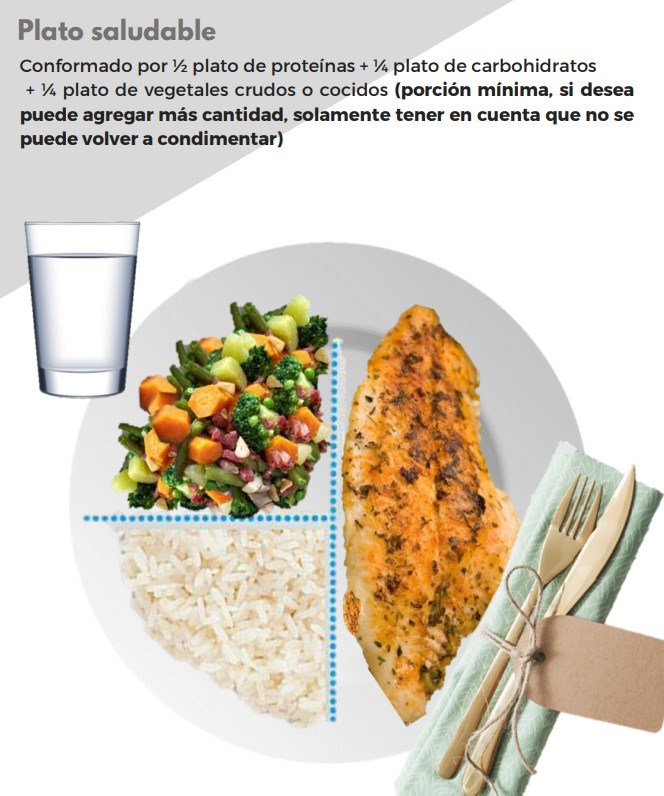 Plato saludable
Conformado por ½ plato de proteínas + ¼ plato de carbohidratos
+ ¼ plato de vegetales crudos o cocidos (porción mínima, si desea
puede agregar más cantidad, solamente tener en cuenta que no se
puede volver a condimentar)